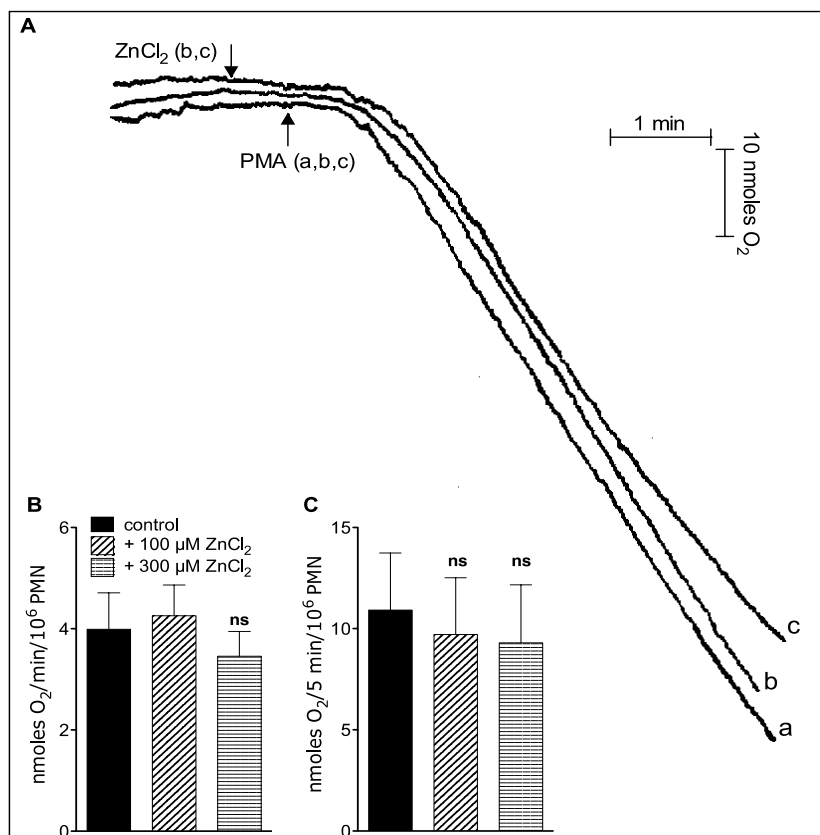 A
ZnCl2 (b,c)
PMA (a,b,c)
1 min
10 nmoles O2
c
b
a
B
control
+ 100 µM ZnCl2
+ 300 µM ZnCl2
nmoles O2/min/10^6 PMN
6
4
2
0
ns
C
nmoles O2/5 min/10^6 PMN
15
10
5
0
ns
ns